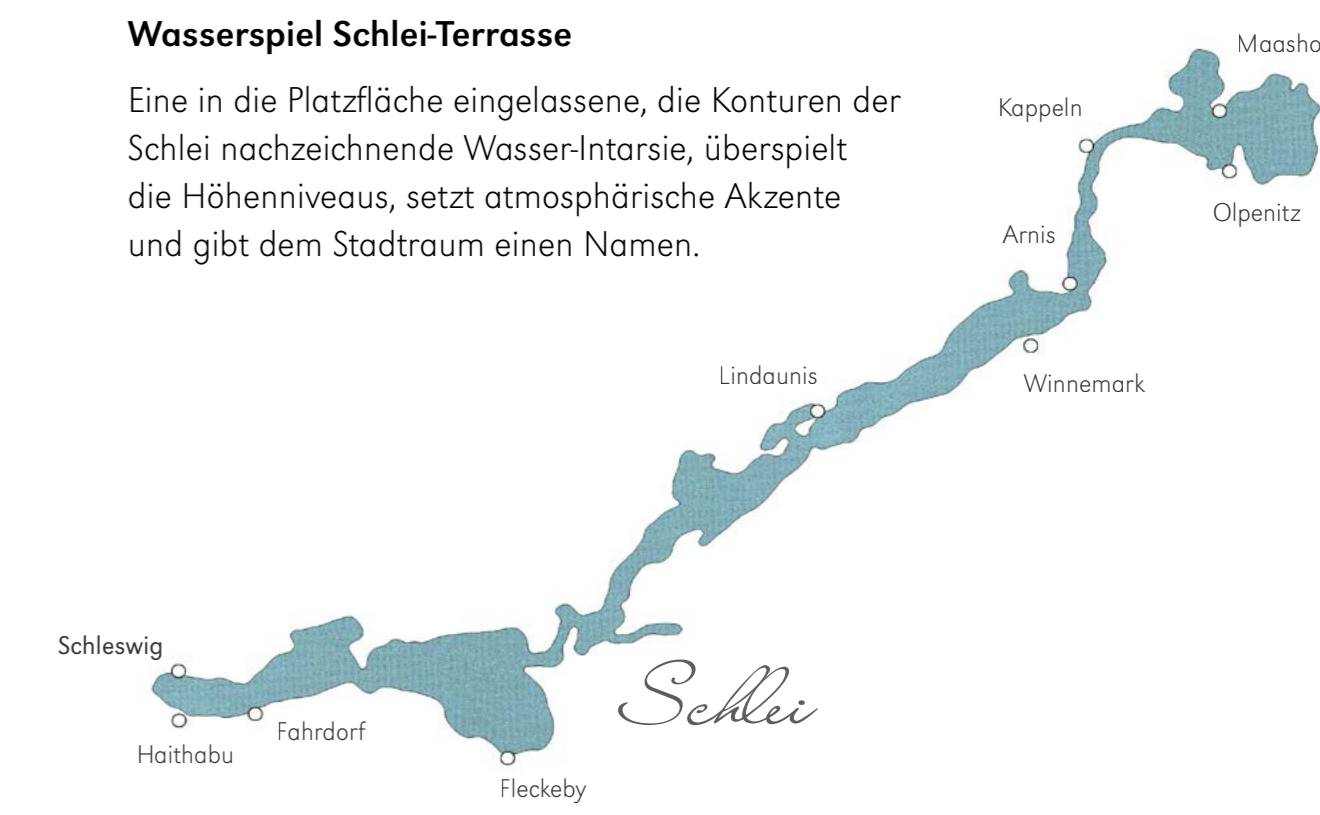 Wasserspiel Schlei-Terrasse
Eine in die Platzfläche eingelassene, die Konturen der
Schlei nachzeichnende Wasser-Intarsie, überspielt
die Höhenniveaus, setzt atmosphärische Akzente
und gibt dem Stadtraum einen Namen.
Maasho
Kappeln
Olpenitz
Arnis
Lindaunis
Winnemark
Schleswig
Schlei
Fahrdorf
Haithabu
Fleckeby